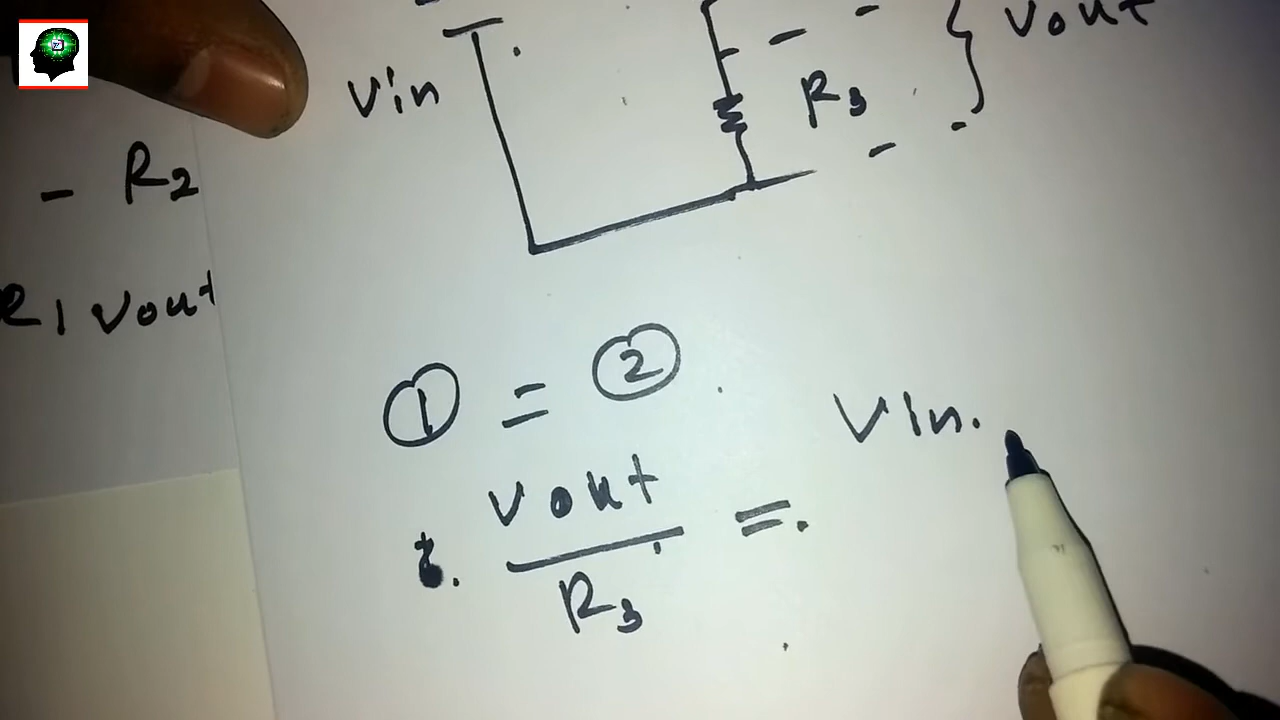 Vout
Vin
R3
- R2
R1 Vout
1 = 2
Vin.
Vout =.
R3